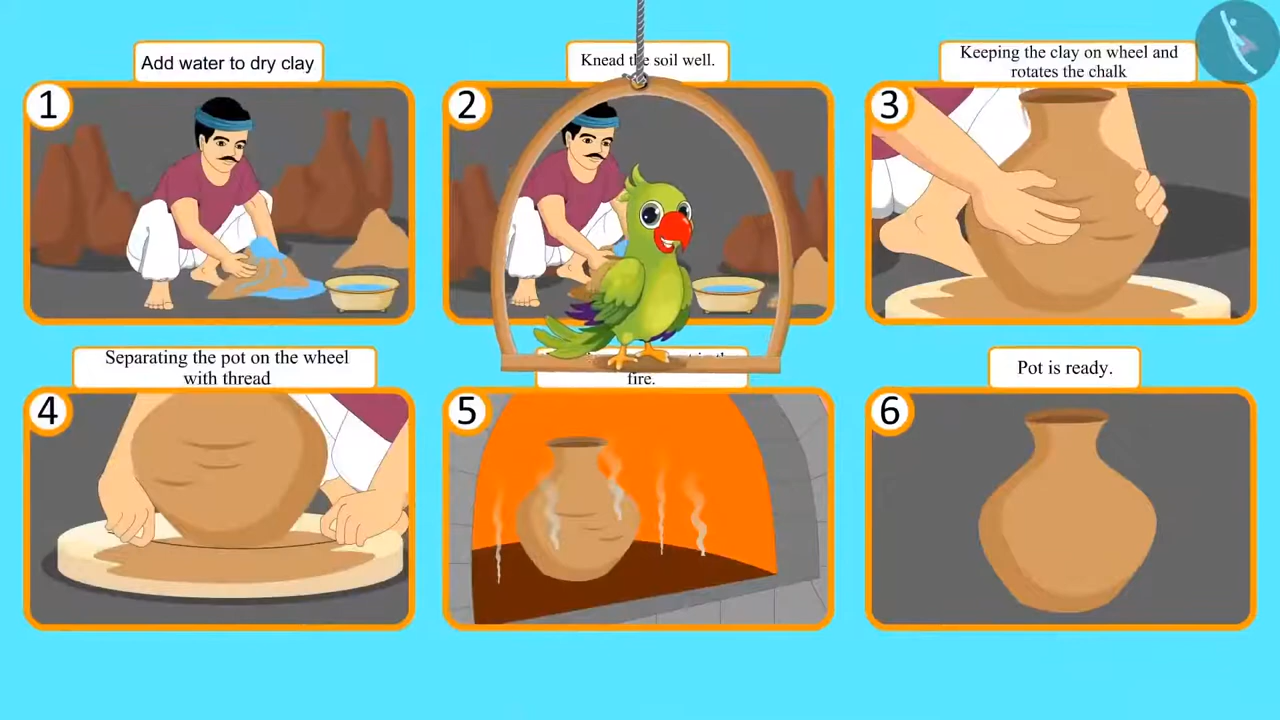 Add water to dry clay
Knead the soil well.
Keeping the clay on wheel and
rotates the chalk
1
2
3
Separating the pot on the wheel
with thread
fire.
Pot is ready.
4
5
6